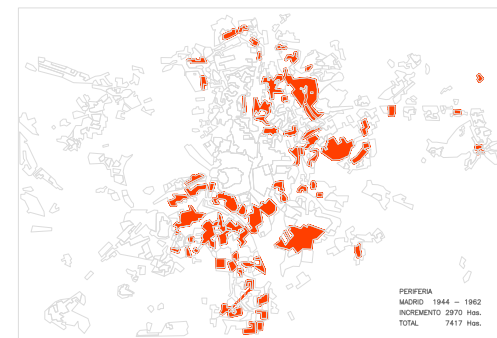 PERIFERIA
MADRID 1944 - 1962
INCREMENTO 2970 Has.
TOTAL 7417 Has.